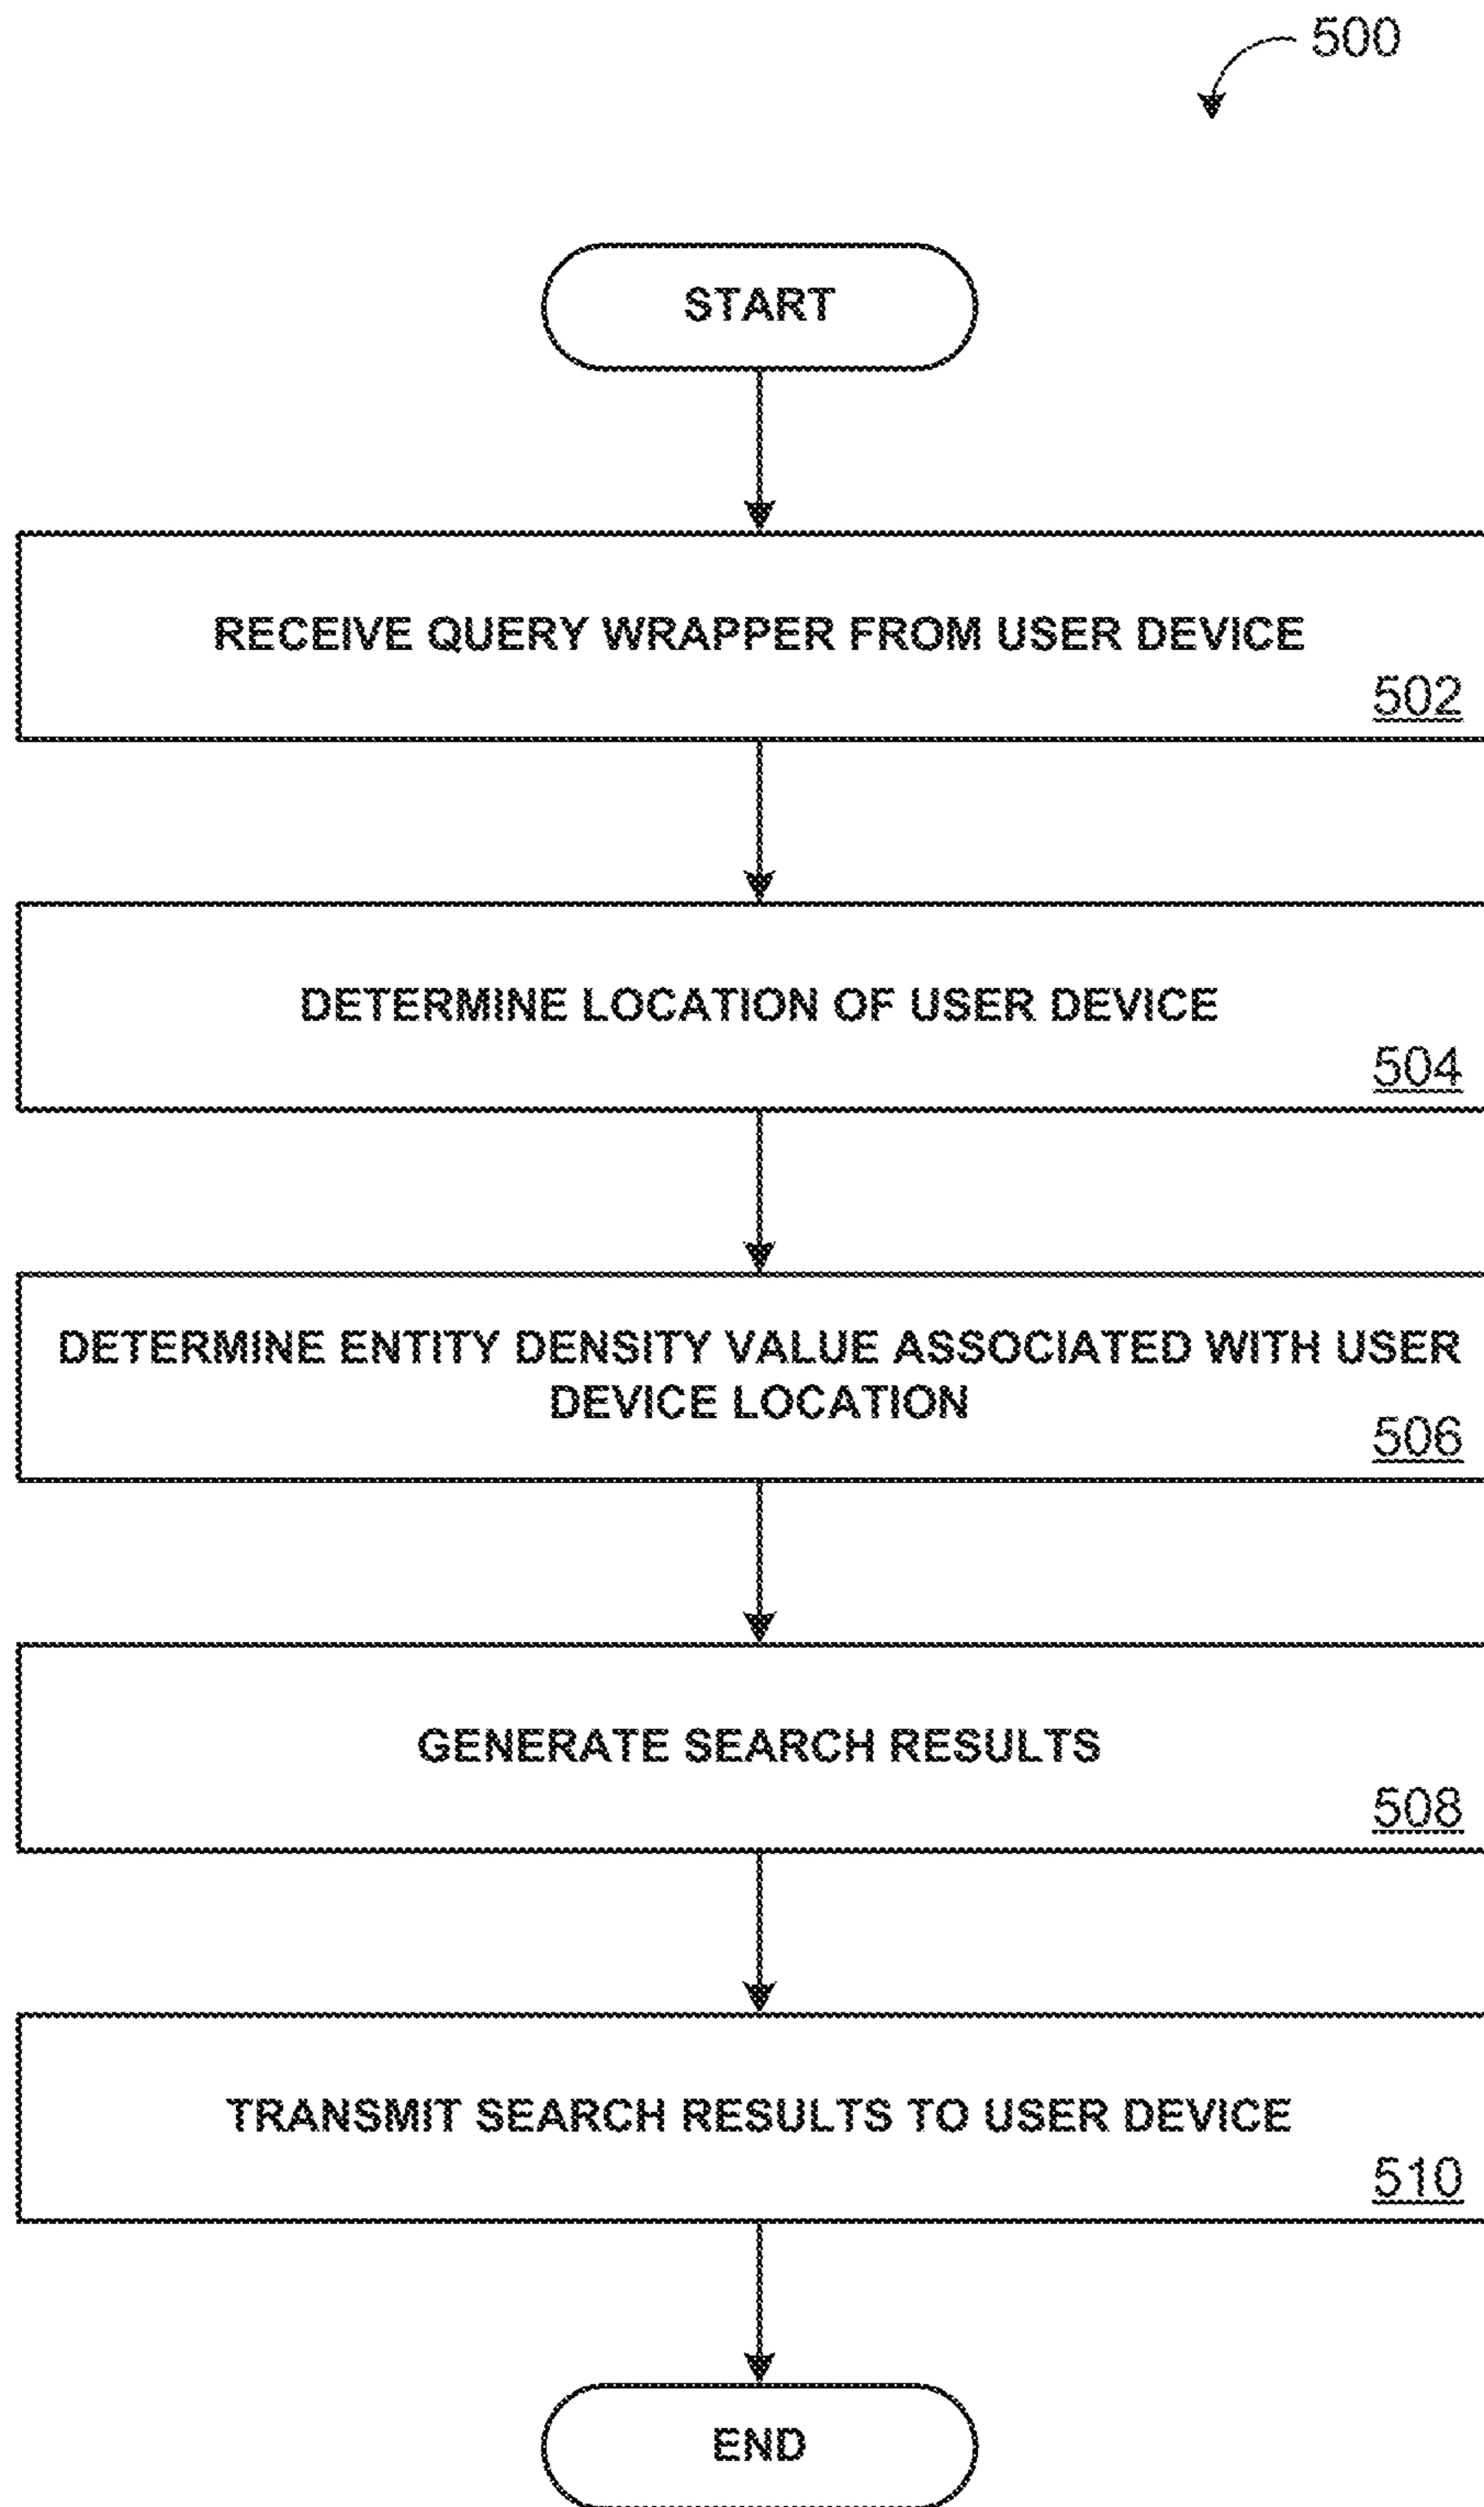 500
START
RECEIVE QUERY WRAPPER FROM USER DEVICE
502
DETERMINE LOCATION OF USER DEVICE
504
DETERMINE ENTITY DENSITY VALUE ASSOCIATED WITH USER
DEVICE LOCATION
506
GENERATE SEARCH RESULTS
508
TRANSMIT SEARCH RESULTS TO USER DEVICE
510
END